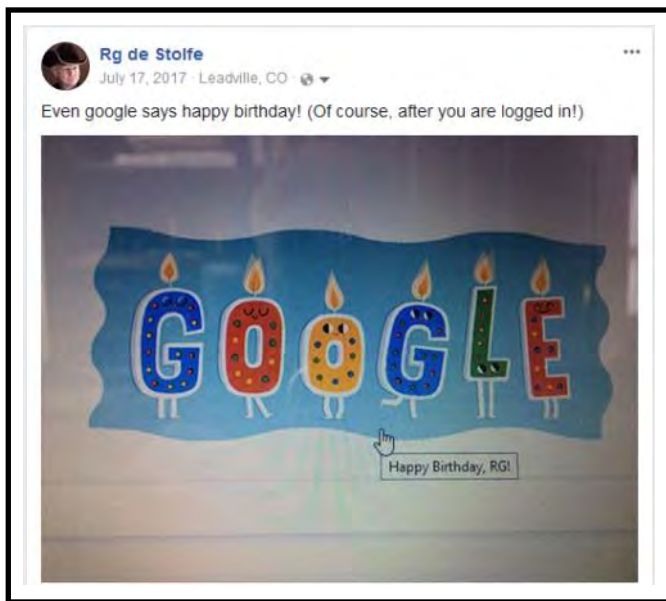 Rg de Stolfe
July 17, 2017 · Leadville, CO ·
Even google says happy birthday! (Of course, after you are logged in!)
GOOGLE
Happy Birthday, RG!